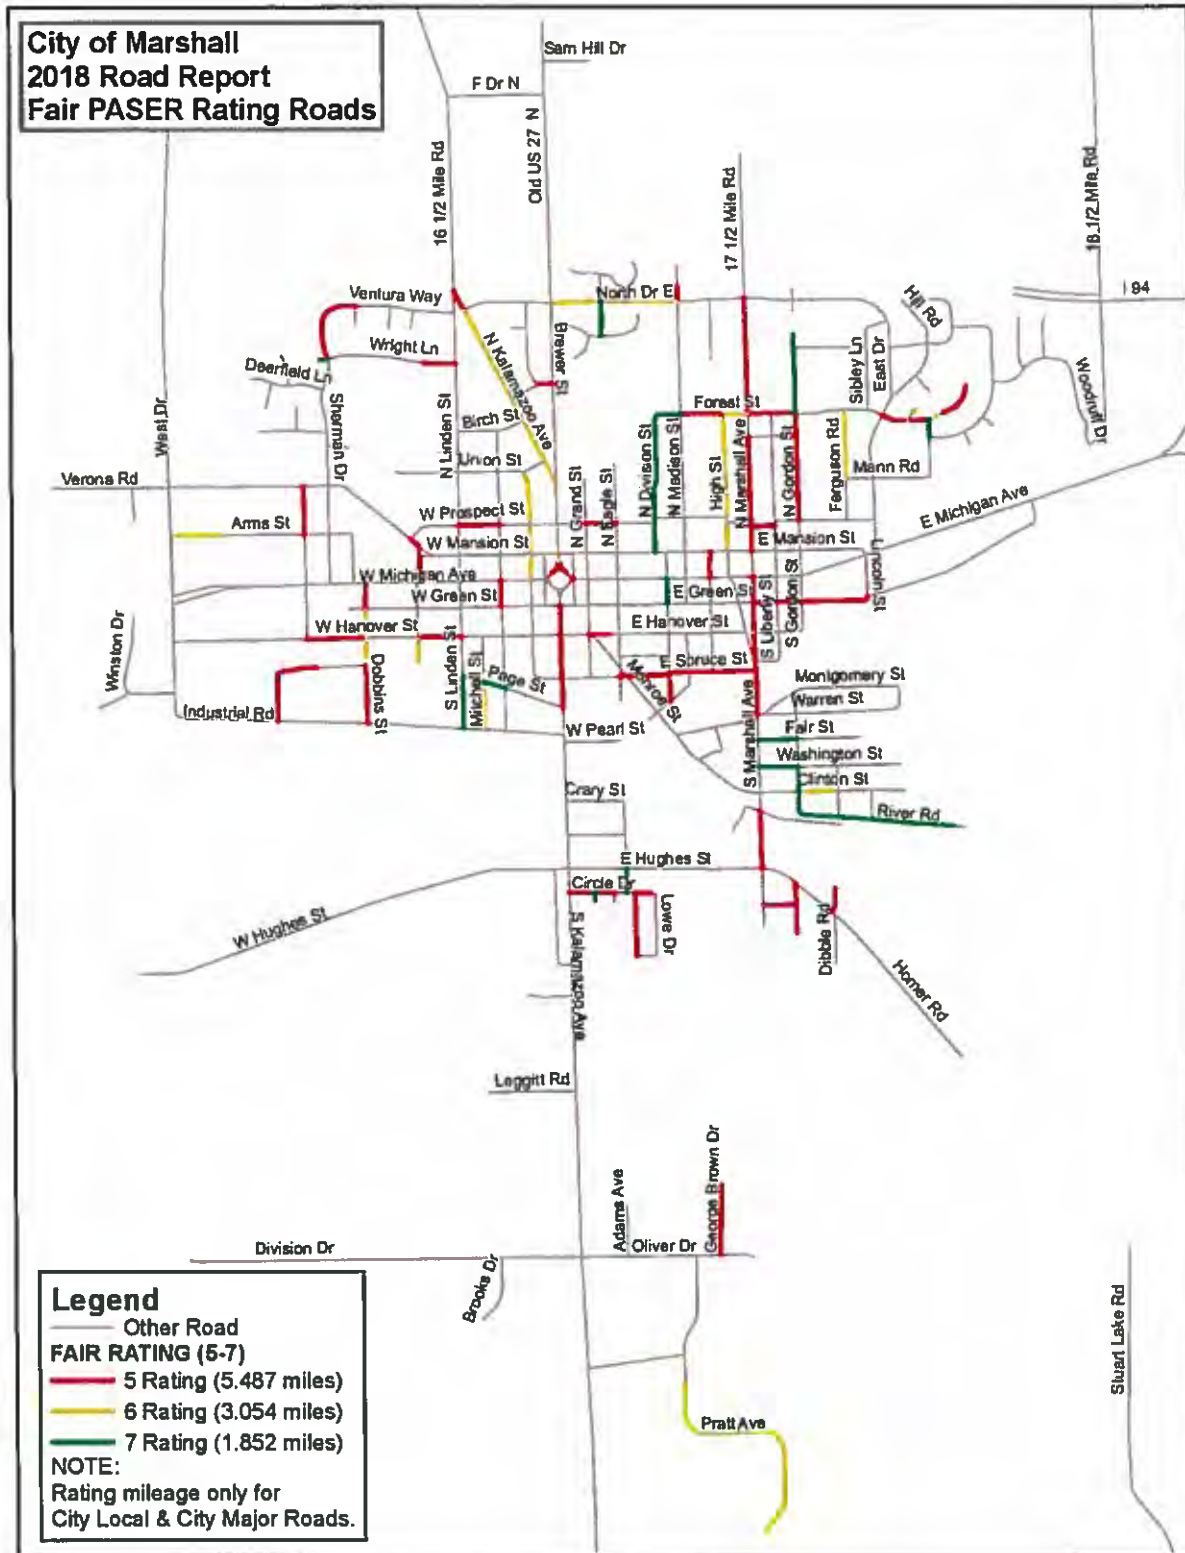 City of Marshall
2018 Road Report
Fair PASER Rating Roads
Sam Hill Dr
F Dr N
Old US 27 N
16 1/2 Mile Rd
17 1/2 Mile Rd
18 1/2 Mile Rd
I 94
Ventura Way
North Dr E
Hill Rd
Wright Ln
N Kalamazoo Ave
Brewer St
Sibley Ln
East Dr
Deerfield Ln
Woodruff Dr
West Dr
Sherman Dr
N Linden St
Birch St
Forest St
Union St
N Division St
N Madison St
High St
N Marshall Ave
N Gordon St
Ferguson Rd
Mann Rd
Verona Rd
N Grand St
N Eagle St
E Michigan Ave
Arms St
W Prospect St
W Mansion St
E Mansion St
W Michigan Ave
W Green St
E Green St
Lincoln St
W Hanover St
E Hanover St
S Liberty St
S Gordon St
Winston Dr
S Linden St
Mitchell St
Page St
Monroe St
E Spruce St
Montgomery St
Warren St
Dobbins St
Industrial Rd
W Pearl St
S Marshall Ave
Fair St
Washington St
Clinton St
Crary St
River Rd
E Hughes St
Circle Dr
Lowe Dr
W Hughes St
S Kalamazoo Ave
Dibble Rd
Homer Rd
Leggitt Rd
Adams Ave
George Brown Dr
Division Dr
Oliver Dr
Brooks Dr
Stuart Lake Rd
Pratt Ave
Legend
Other Road
FAIR RATING (5-7)
5 Rating (5.487 miles)
6 Rating (3.054 miles)
7 Rating (1.852 miles)
NOTE:
Rating mileage only for
City Local & City Major Roads.